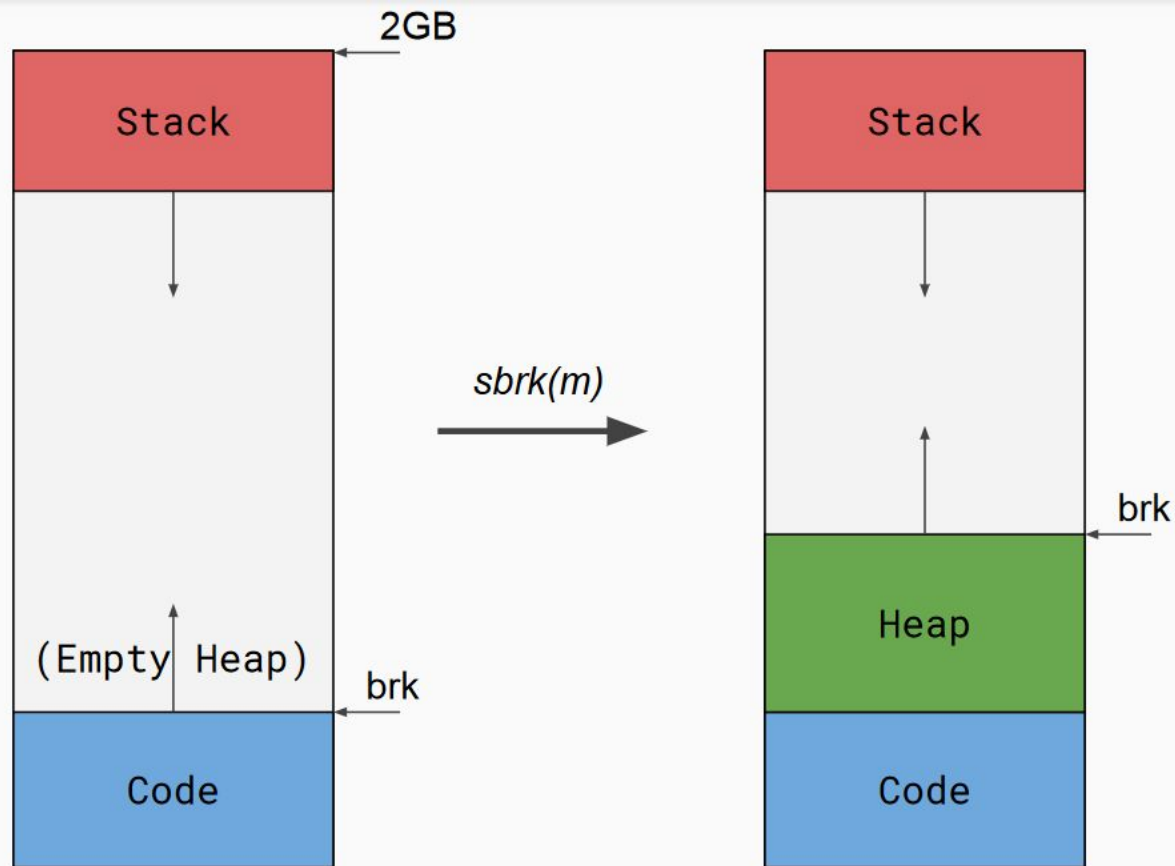 2GB
Stack
(Empty Heap)
brk
Code
sbrk(m)
Stack
brk
Heap
Code